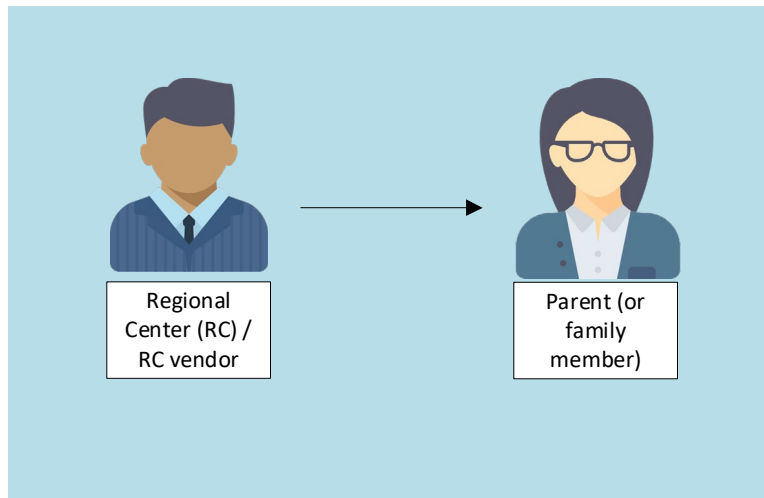 Regional
Center (RC) /
RC vendor
Parent (or
family
member)